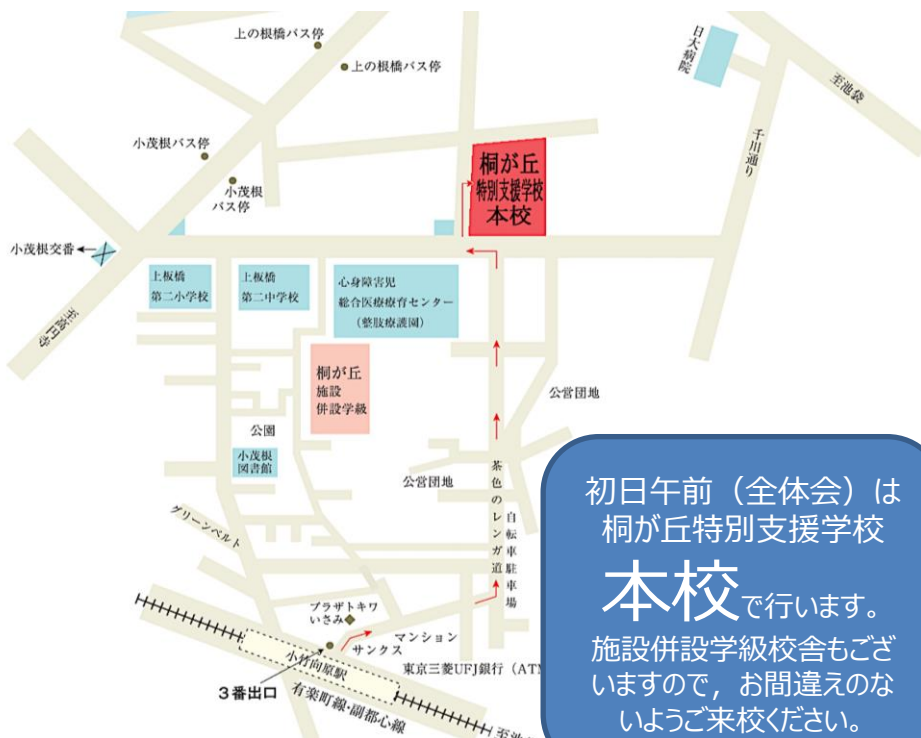 上の根橋バス停
上の根橋バス停
日大病院
至池袋
千川通り
小茂根バス停
小茂根
バス停
桐が丘
特別支援学校
本校
小茂根交番
上板橋
第二小学校
上板橋
第二中学校
心身障害児
総合医療療育センター
(整肢療護園)
至高円寺
桐が丘
施設
併設学級
公営団地
公園
小茂根
図書館
公営団地
茶色のレンガ道
自転車駐車場
グリーンベルト
プラザトキワ
いさみ
マンション
サンクス
小竹向原駅
東京三菱UFJ銀行(ATM
3番出口
有楽町線・副都心線
至池袋
初日午前(全体会)は
桐が丘特別支援学校
本校で行います。
施設併設学級校舎もござ
いますので,お間違えのな
いようご来校ください。